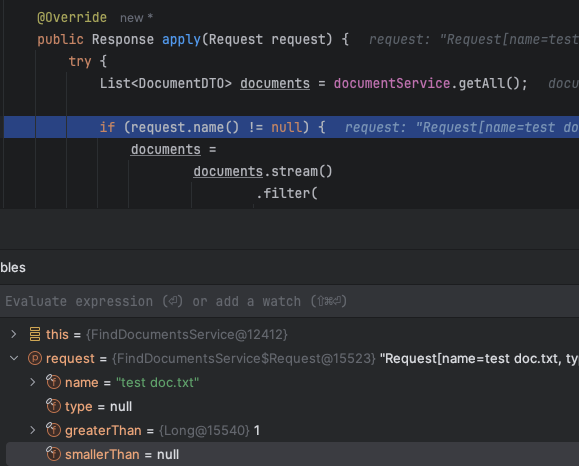 @Override new *
public Response apply(Request request) { request: "Request[name=test
try {
List<DocumentDTO> documents = documentService.getAll(); docu
if (request.name() != null) { request: "Request[name=test do
documents =
documents.stream()
.filter(
bles
Evaluate expression (⏎) or add a watch (⇧⌘⏎)
this = {FindDocumentsService@12412}
request = {FindDocumentsService$Request@15523} "Request[name=test doc.txt, typ
name = "test doc.txt"
type = null
greaterThan = {Long@15540} 1
smallerThan = null